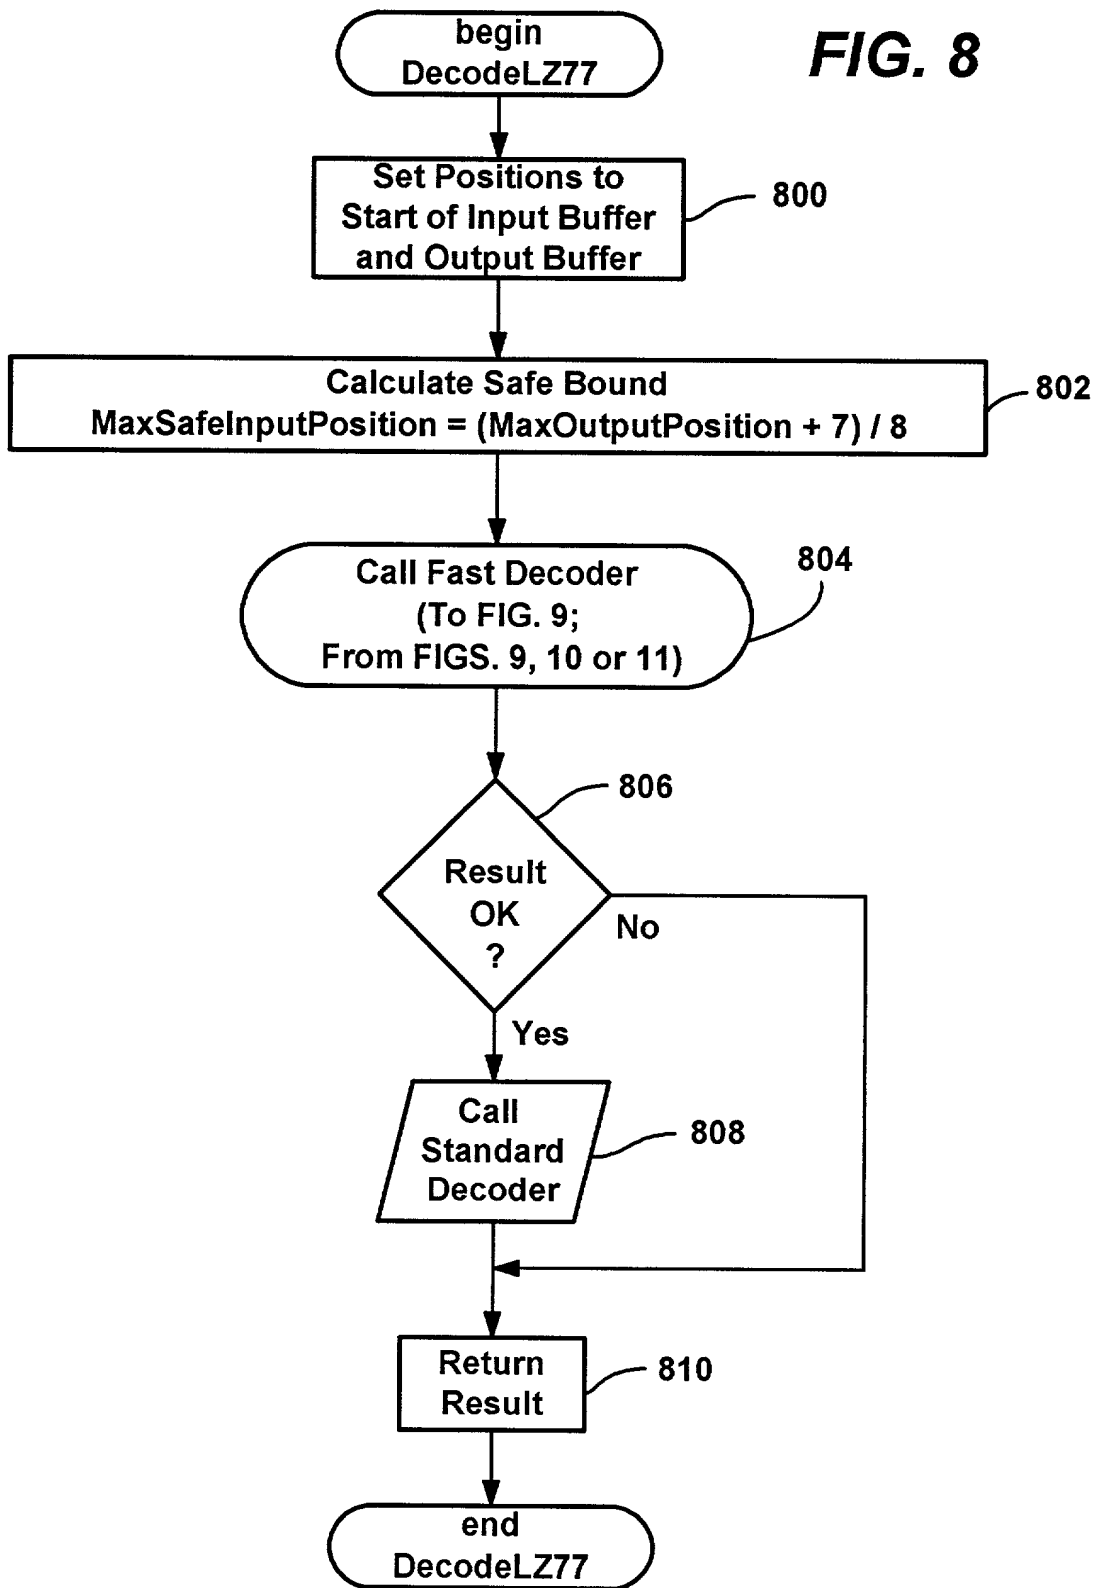 begin
DecodeLZ77
FIG. 8
Set Positions to
Start of Input Buffer
and Output Buffer
800
Calculate Safe Bound
MaxSafeInputPosition = (MaxOutputPosition + 7) / 8
802
Call Fast Decoder
(To FIG. 9;
From FIGS. 9, 10 or 11)
804
806
Result
OK
?
No
Yes
Call
Standard
Decoder
808
Return
Result
810
end
DecodeLZ77